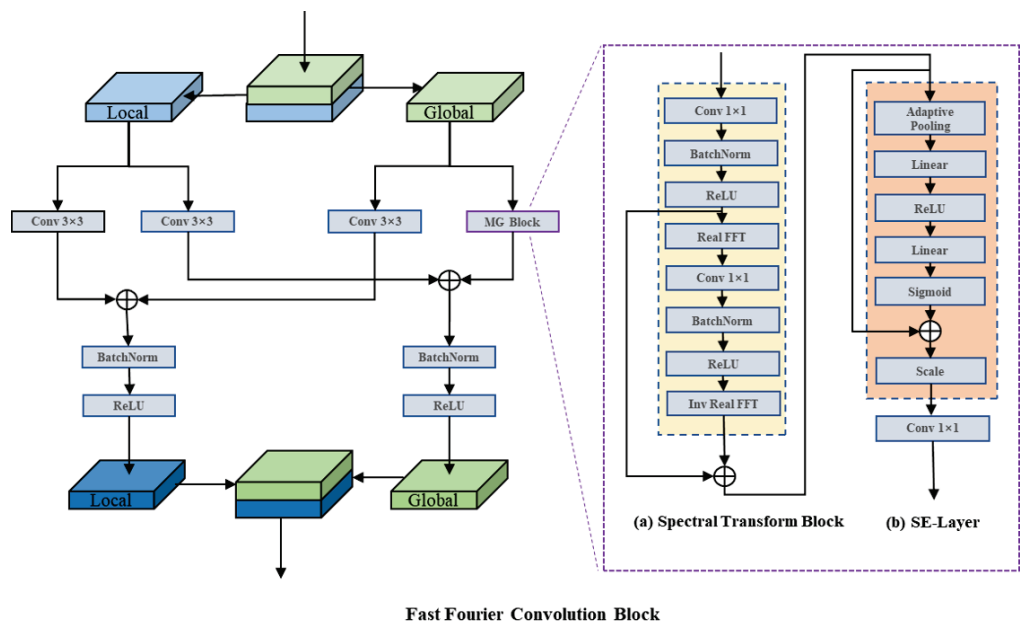 Local
Global
Conv 3×3
Conv 3×3
Conv 3×3
MG Block
BatchNorm
ReLU
BatchNorm
ReLU
Local
Global
Conv 1×1
BatchNorm
ReLU
Real FFT
Conv 1×1
BatchNorm
ReLU
Inv Real FFT
(a) Spectral Transform Block
Adaptive
Pooling
Linear
ReLU
Linear
Sigmoid
Scale
Conv 1×1
(b) SE-Layer
Fast Fourier Convolution Block